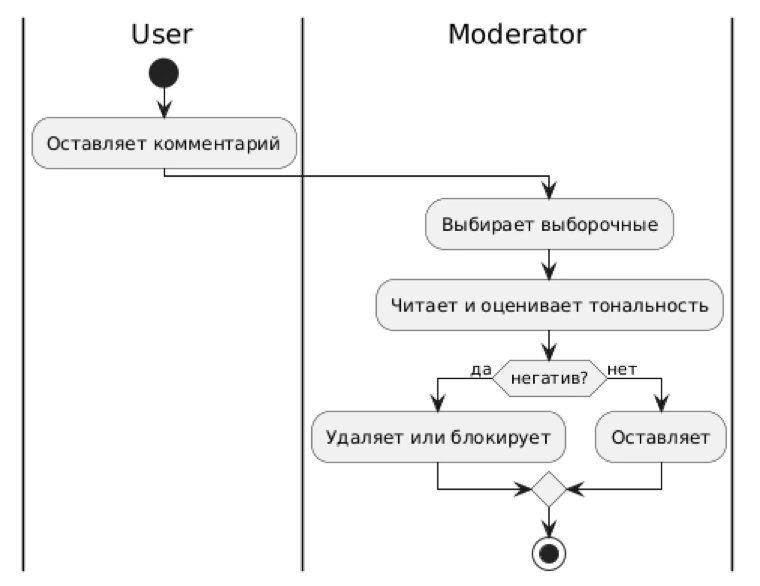 User
Moderator
Оставляет комментарий
Выбирает выборочные
Читает и оценивает тональность
да
негатив?
нет
Удаляет или блокирует
Оставляет